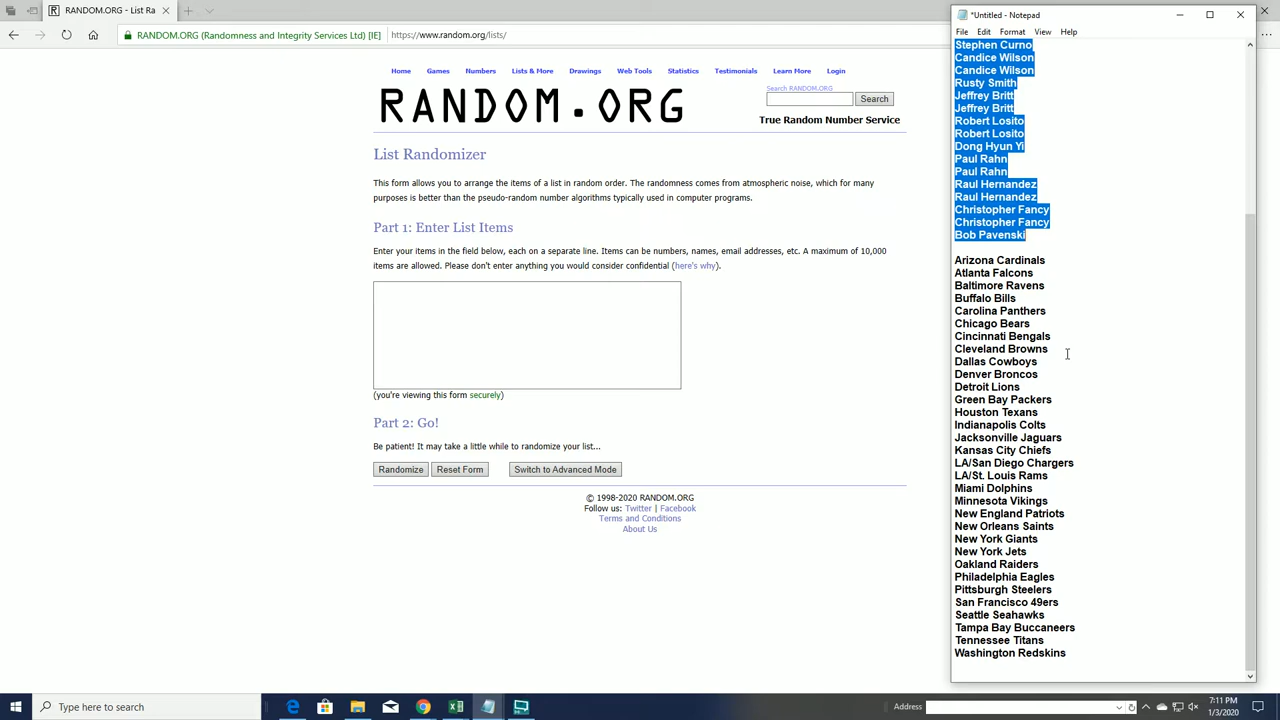 RANDOM.ORG - List Ra
RANDOM.ORG (Randomness and Integrity Services Ltd) [IE]
https://www.random.org/lists/
Home Games Numbers Lists & More Drawings Web Tools Statistics Testimonials Learn More Login
RANDOM.ORG
Search RANDOM.ORG
Search
True Random Number Service
List Randomizer
This form allows you to arrange the items of a list in random order. The randomness comes from atmospheric noise, which for many
purposes is better than the pseudo-random number algorithms typically used in computer programs.
Part 1: Enter List Items
Enter your items in the field below, each on a separate line. Items can be numbers, names, email addresses, etc. A maximum of 10,000
items are allowed. Please don't enter anything you would consider confidential (here's why).
(you're viewing this form securely)
Part 2: Go!
Be patient! It may take a little while to randomize your list...
Randomize Reset Form Switch to Advanced Mode
© 1998-2020 RANDOM.ORG
Follow us: Twitter | Facebook
Terms and Conditions
About Us
*Untitled - Notepad
File Edit Format View Help
Stephen Curno
Candice Wilson
Candice Wilson
Rusty Smith
Jeffrey Britt
Jeffrey Britt
Robert Losito
Robert Losito
Dong Hyun Yi
Paul Rahn
Paul Rahn
Raul Hernandez
Raul Hernandez
Christopher Fancy
Christopher Fancy
Bob Pavenski
Arizona Cardinals
Atlanta Falcons
Baltimore Ravens
Buffalo Bills
Carolina Panthers
Chicago Bears
Cincinnati Bengals
Cleveland Browns
Dallas Cowboys
Denver Broncos
Detroit Lions
Green Bay Packers
Houston Texans
Indianapolis Colts
Jacksonville Jaguars
Kansas City Chiefs
LA/San Diego Chargers
LA/St. Louis Rams
Miami Dolphins
Minnesota Vikings
New England Patriots
New Orleans Saints
New York Giants
New York Jets
Oakland Raiders
Philadelphia Eagles
Pittsburgh Steelers
San Francisco 49ers
Seattle Seahawks
Tampa Bay Buccaneers
Tennessee Titans
Washington Redskins
Type here to search
Address
7:11 PM
1/3/2020